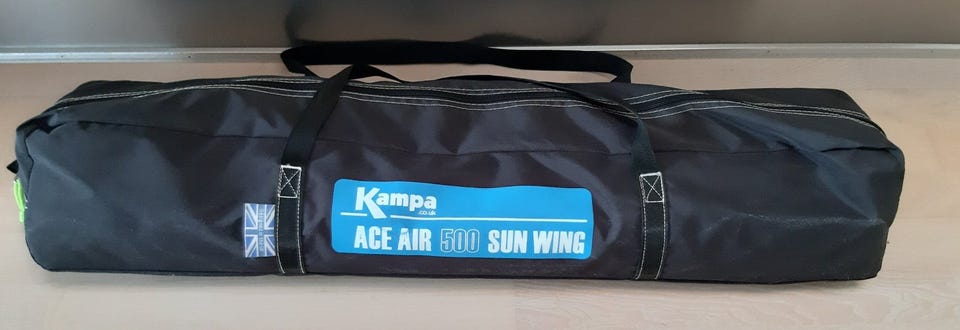 Kampa
.co.uk
ACE AIR 500 SUN WING